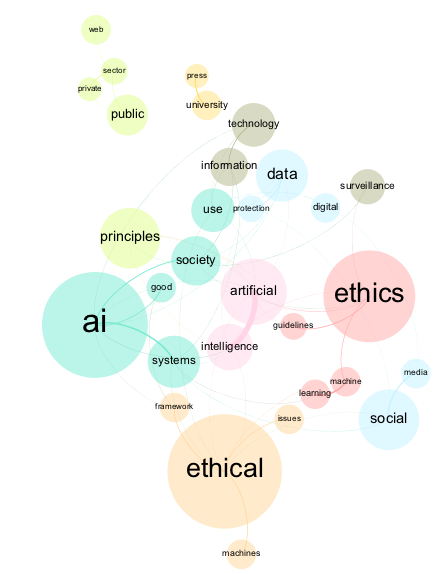 web
sector
press
private
university
public
technology
information
data
surveillance
use
protection
digital
principles
society
good
artificial
ethics
ai
guidelines
intelligence
systems
media
machine
learning
framework
issues
social
ethical
machines